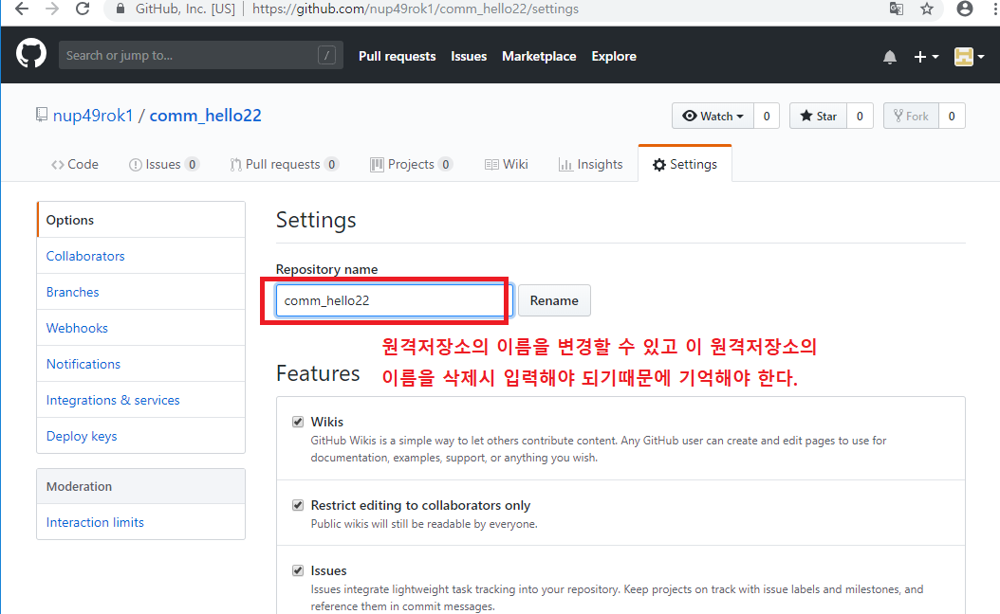 GitHub, Inc. [US] | https://github.com/nup49rok1/comm_hello22/settings
Search or jump to... /
Pull requests Issues Marketplace Explore
nup49rok1 / comm_hello22
Watch 0 Star 0 Fork 0
Code Issues 0 Pull requests 0 Projects 0 Wiki Insights Settings
Options
Collaborators
Branches
Webhooks
Notifications
Integrations & services
Deploy keys
Moderation
Interaction limits
Settings
Repository name
comm_hello22 Rename
원격저장소의 이름을 변경할 수 있고 이 원격저장소의
이름을 삭제시 입력해야 되기때문에 기억해야 한다.
Features
Wikis
GitHub Wikis is a simple way to let others contribute content. Any GitHub user can create and edit pages to use for
documentation, examples, support, or anything you wish.
Restrict editing to collaborators only
Public wikis will still be readable by everyone.
Issues
Issues integrate lightweight task tracking into your repository. Keep projects on track with issue labels and milestones, and
reference them in commit messages.